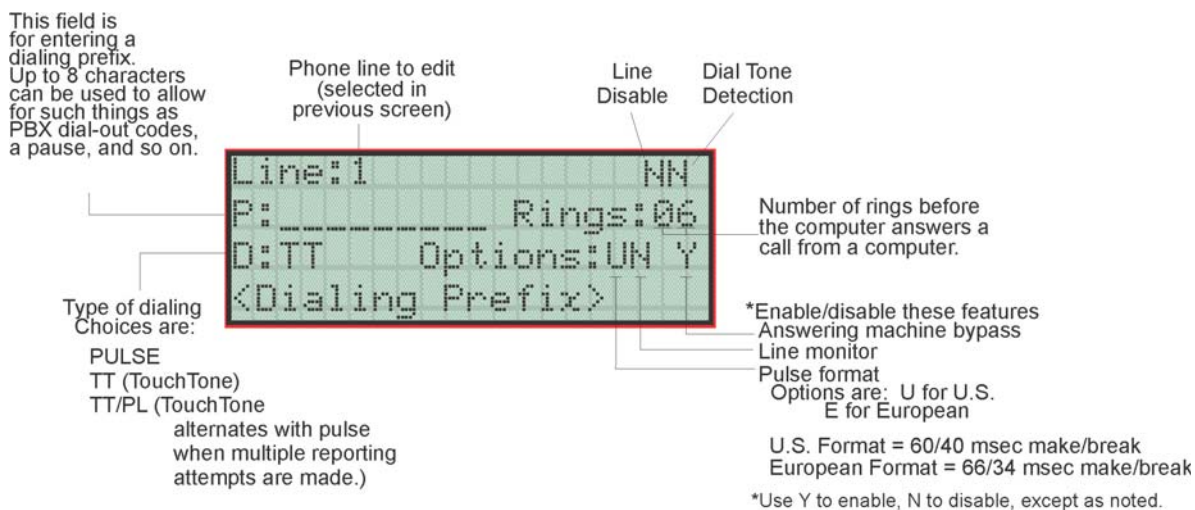 This field is
for entering a
dialing prefix.
Up to 8 characters
can be used to allow
for such things as
PBX dial-out codes,
a pause, and so on.
Phone line to edit
(selected in
previous screen)
Line
Disable
Dial Tone
Detection
Line:1 NN
P:_________ Rings:06
D:TT Options:UN Y
<Dialing Prefix>
Number of rings before
the computer answers a
call from a computer.
Type of dialing
Choices are:
PULSE
TT (TouchTone)
TT/PL (TouchTone
alternates with pulse
when multiple reporting
attempts are made.)
*Enable/disable these features
Answering machine bypass
Line monitor
Pulse format
Options are: U for U.S.
E for European
U.S. Format = 60/40 msec make/break
European Format = 66/34 msec make/break
*Use Y to enable, N to disable, except as noted.